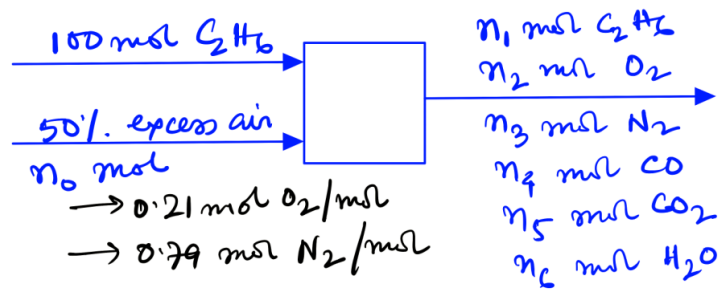 100 mol C₂H₆
50%. excess air
n₀ mol
→ 0.21 mol O₂/mol
→ 0.79 mol N₂/mol
n₁ mol C₂H₆
n₂ mol O₂
n₃ mol N₂
n₄ mol CO
n₅ mol CO₂
n₆ mol H₂O